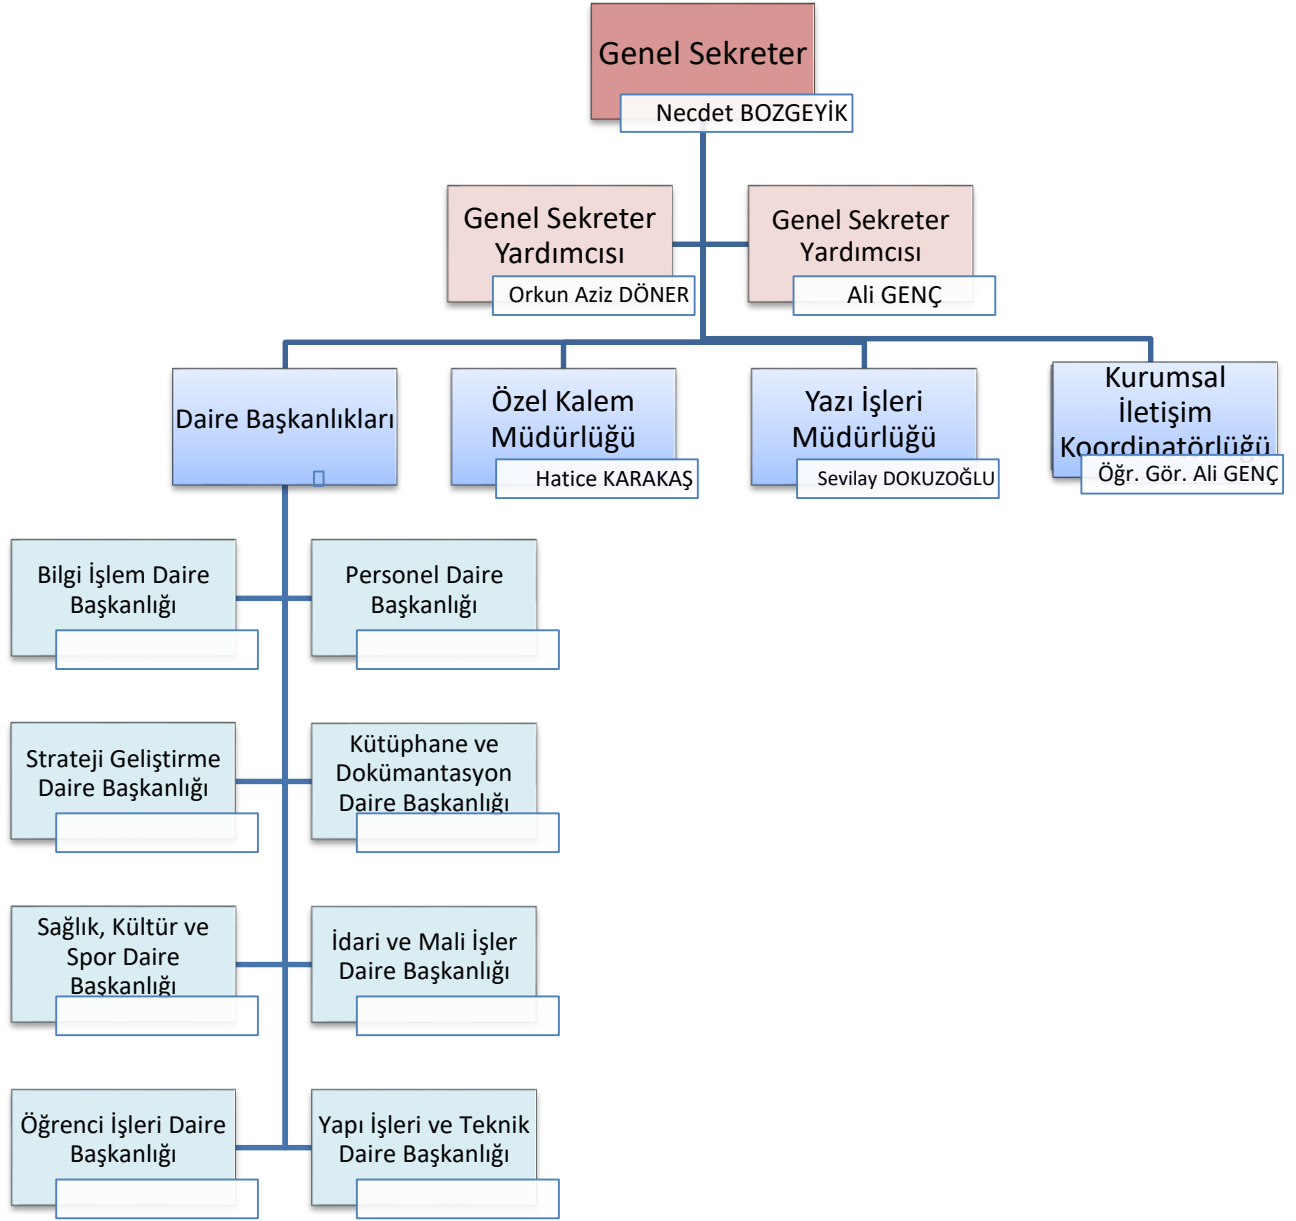 Genel Sekreter
Necdet BOZGEYİK
Genel Sekreter
Yardımcısı
Orkun Aziz DÖNER
Genel Sekreter
Yardımcısı
Ali GENÇ
Daire Başkanlıkları
Özel Kalem
Müdürlüğü
Hatice KARAKAŞ
Yazı İşleri
Müdürlüğü
Sevilay DOKUZOĞLU
Kurumsal
İletişim
Koordinatörlüğü
Öğr. Gör. Ali GENÇ
Bilgi İşlem Daire
Başkanlığı
Personel Daire
Başkanlığı
Strateji Geliştirme
Daire Başkanlığı
Kütüphane ve
Dokümantasyon
Daire Başkanlığı
Sağlık, Kültür ve
Spor Daire
Başkanlığı
İdari ve Mali İşler
Daire Başkanlığı
Öğrenci İşleri Daire
Başkanlığı
Yapı İşleri ve Teknik
Daire Başkanlığı